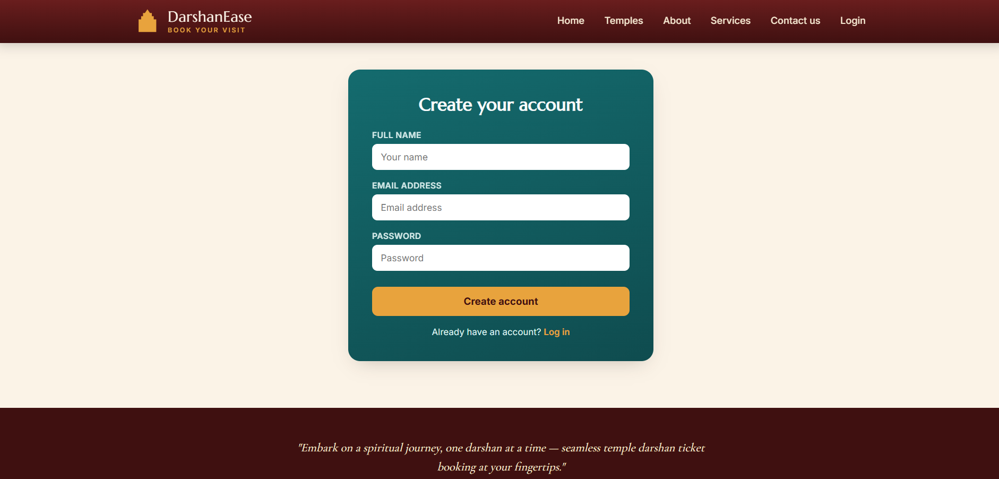 DarshanEase
BOOK YOUR VISIT
Home Temples About Services Contact us Login
Create your account
FULL NAME
Your name
EMAIL ADDRESS
Email address
PASSWORD
Password
Create account
Already have an account? Log in
"Embark on a spiritual journey, one darshan at a time — seamless temple darshan ticket
booking at your fingertips."